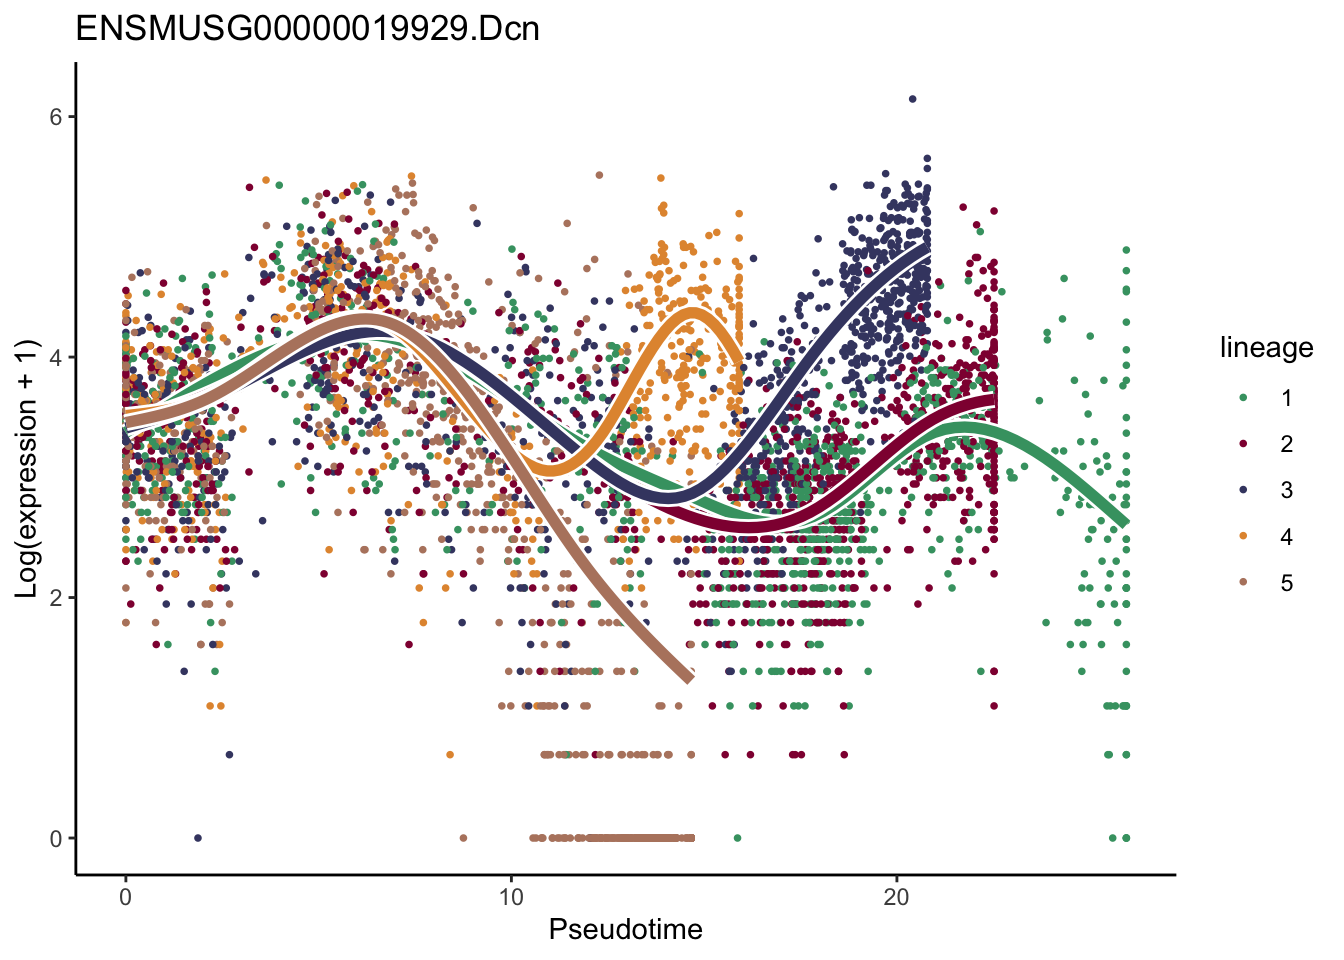 ENSMUSG00000019929.Dcn
Log(expression + 1)
6
4
2
0
0 10 20
Pseudotime
lineage
1
2
3
4
5